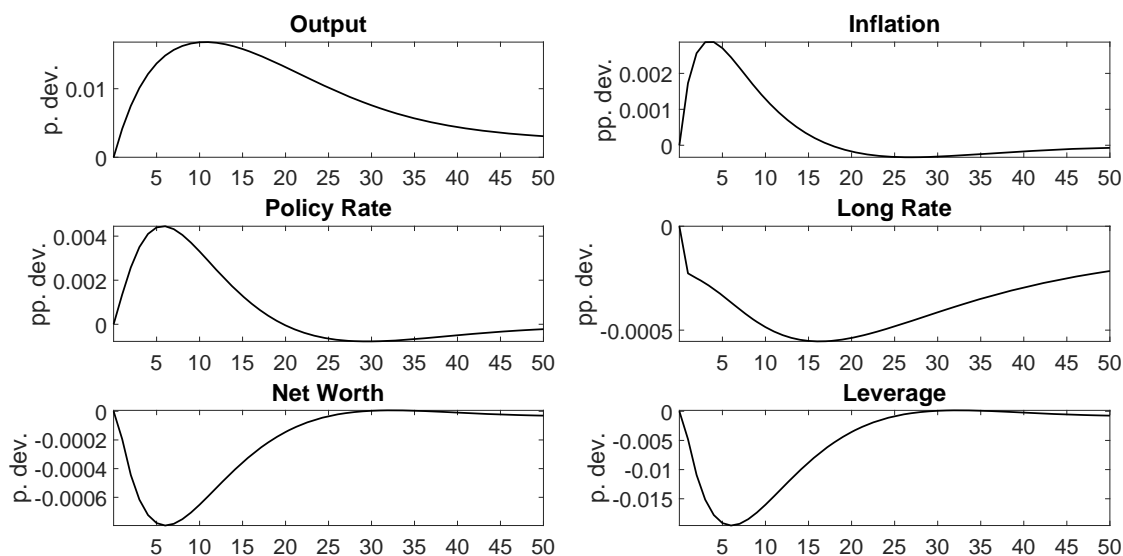 Output
p. dev.
0.01
0
5 10 15 20 25 30 35 40 45 50
Inflation
pp. dev.
0.002
0.001
0
5 10 15 20 25 30 35 40 45 50
Policy Rate
pp. dev.
0.004
0.002
0
5 10 15 20 25 30 35 40 45 50
Long Rate
pp. dev.
0
-0.0005
5 10 15 20 25 30 35 40 45 50
Net Worth
p. dev.
0
-0.0002
-0.0004
-0.0006
5 10 15 20 25 30 35 40 45 50
Leverage
p. dev.
0
-0.005
-0.01
-0.015
5 10 15 20 25 30 35 40 45 50